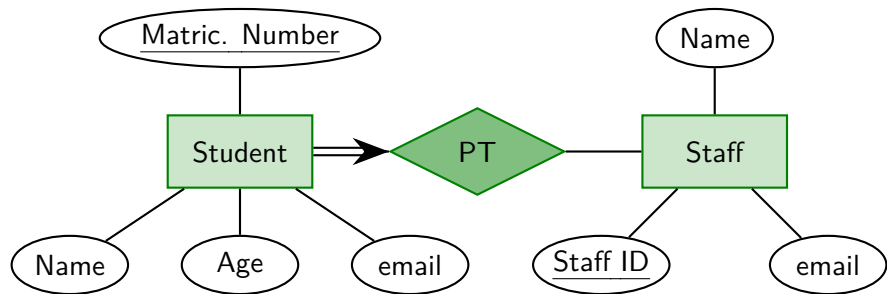 Matric. Number
Name
Student
PT
Staff
Name
Age
email
Staff ID
email